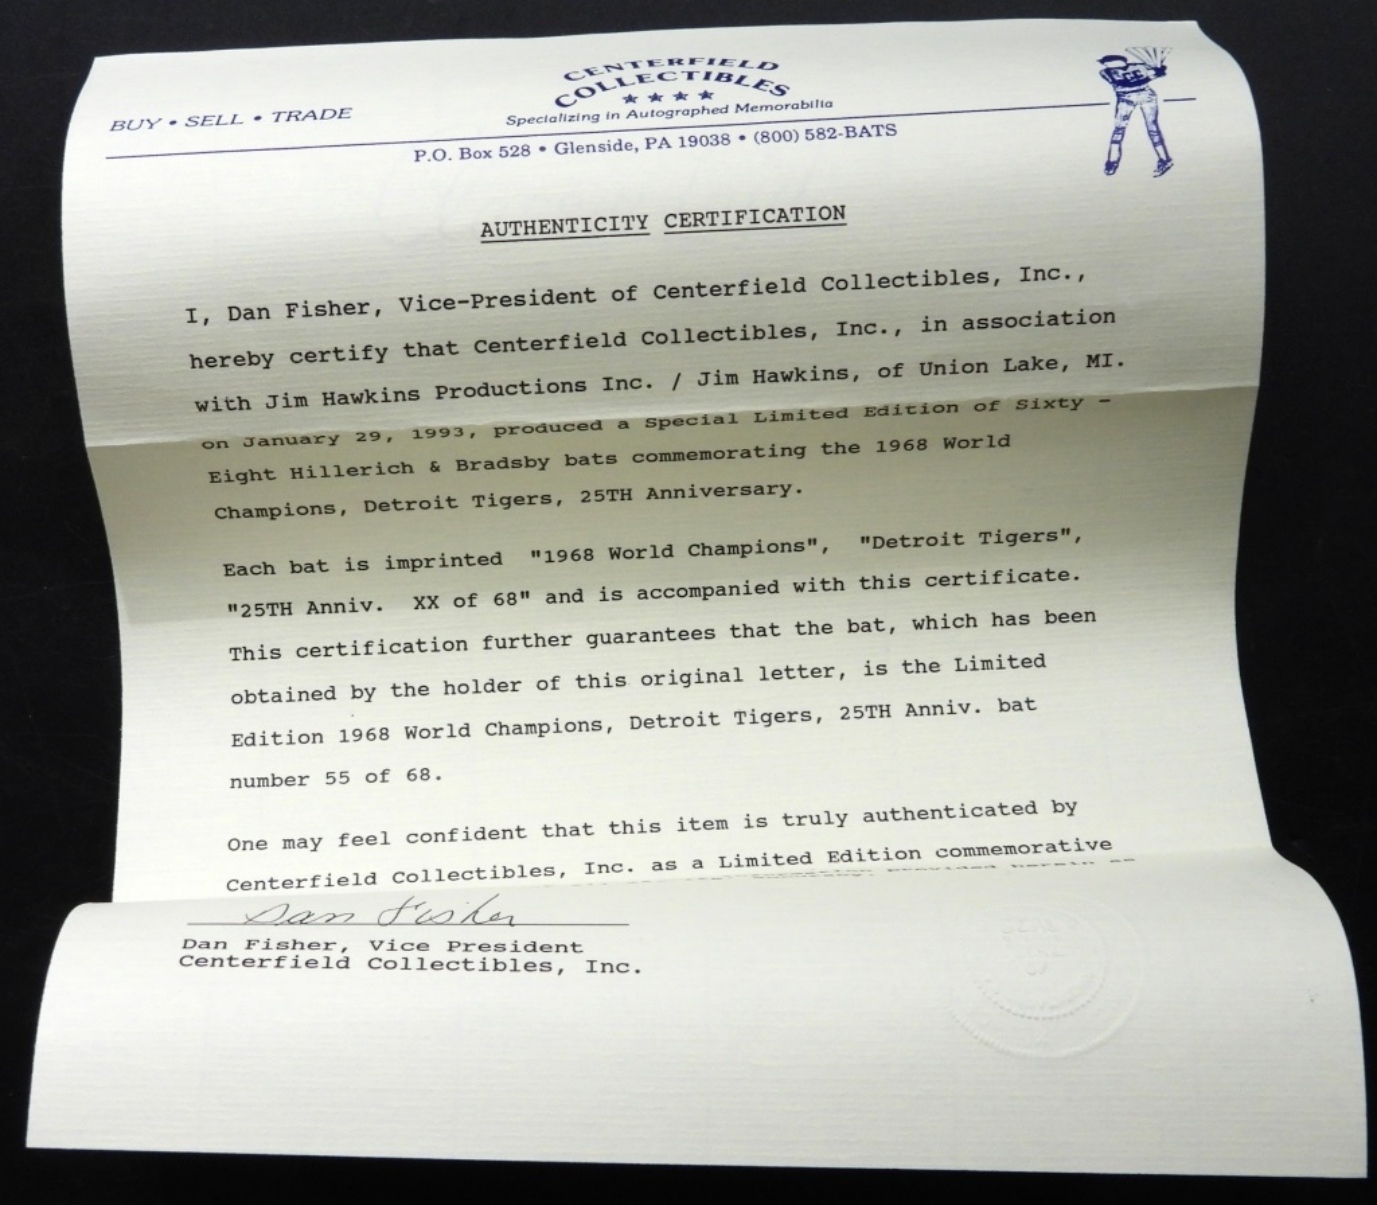 CENTERFIELD
COLLECTIBLES
BUY • SELL • TRADE
★ ★ ★ ★
Specializing in Autographed Memorabilia
P.O. Box 528 • Glenside, PA 19038 • (800) 582-BATS
AUTHENTICITY CERTIFICATION
I, Dan Fisher, Vice-President of Centerfield Collectibles, Inc.,
hereby certify that Centerfield Collectibles, Inc., in association
with Jim Hawkins Productions Inc. / Jim Hawkins, of Union Lake, MI.
on January 29, 1993, produced a Special Limited Edition of Sixty -
Eight Hillerich & Bradsby bats commemorating the 1968 World
Champions, Detroit Tigers, 25TH Anniversary.
Each bat is imprinted "1968 World Champions", "Detroit Tigers",
"25TH Anniv. XX of 68" and is accompanied with this certificate.
This certification further guarantees that the bat, which has been
obtained by the holder of this original letter, is the Limited
Edition 1968 World Champions, Detroit Tigers, 25TH Anniv. bat
number 55 of 68.
One may feel confident that this item is truly authenticated by
Centerfield Collectibles, Inc. as a Limited Edition commemorative
provided herein
Dan Fisher
Dan Fisher, Vice President
Centerfield Collectibles, Inc.